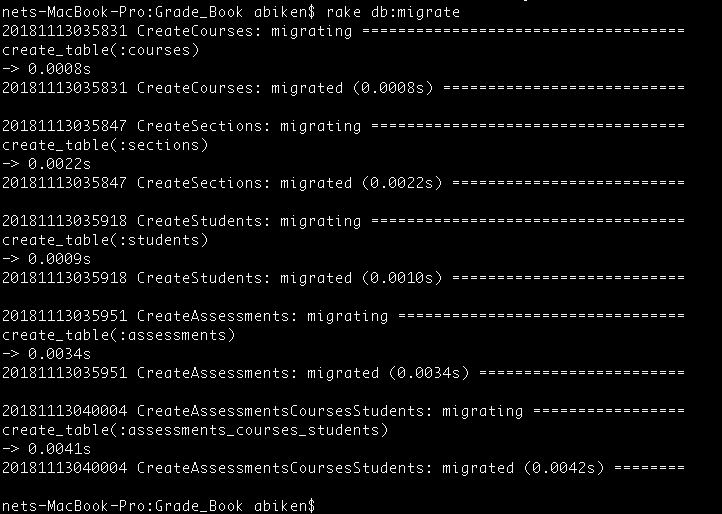 nets-MacBook-Pro:Grade_Book abiken$ rake db:migrate
20181113035831 CreateCourses: migrating ====================================
create_table(:courses)
-> 0.0008s
20181113035831 CreateCourses: migrated (0.0008s) ===========================
20181113035847 CreateSections: migrating ===================================
create_table(:sections)
-> 0.0022s
20181113035847 CreateSections: migrated (0.0022s) ==========================
20181113035918 CreateStudents: migrating ===================================
create_table(:students)
-> 0.0009s
20181113035918 CreateStudents: migrated (0.0010s) ==========================
20181113035951 CreateAssessments: migrating ================================
create_table(:assessments)
-> 0.0034s
20181113035951 CreateAssessments: migrated (0.0034s) =======================
20181113040004 CreateAssessmentsCoursesStudents: migrating =================
create_table(:assessments_courses_students)
-> 0.0041s
20181113040004 CreateAssessmentsCoursesStudents: migrated (0.0042s) ========
nets-MacBook-Pro:Grade_Book abiken$